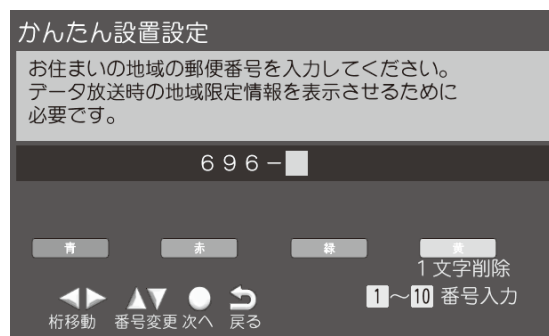 かんたん設置設定
お住まいの地域の郵便番号を入力してください。
データ放送時の地域限定情報を表示させるために
必要です。
696-
青 赤 緑 黄
1文字削除
1～10 番号入力
桁移動 番号変更 次へ 戻る